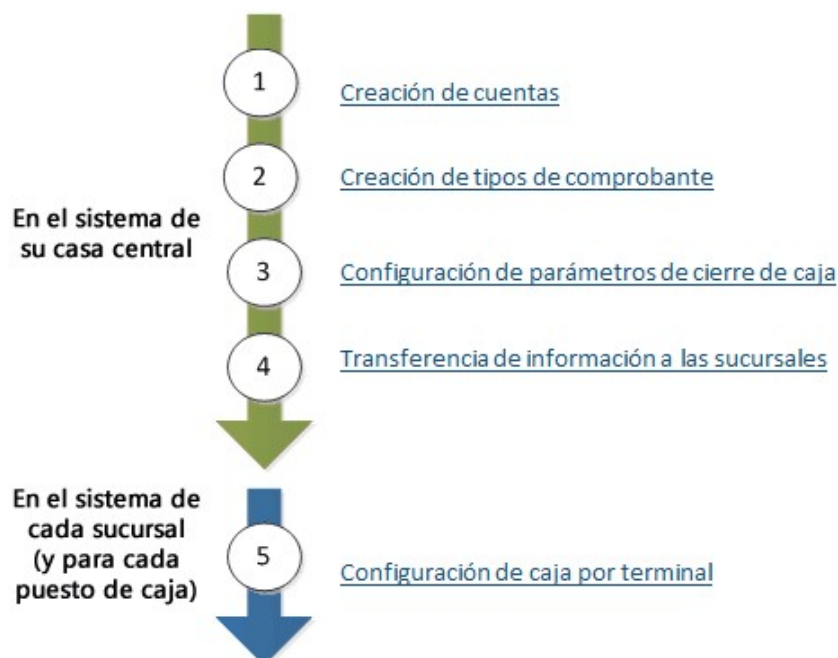 1
Creación de cuentas
2
Creación de tipos de comprobante
En el sistema de
su casa central
3
Configuración de parámetros de cierre de caja
4
Transferencia de información a las sucursales
En el sistema de
cada sucursal
(y para cada
puesto de caja)
5
Configuración de caja por terminal